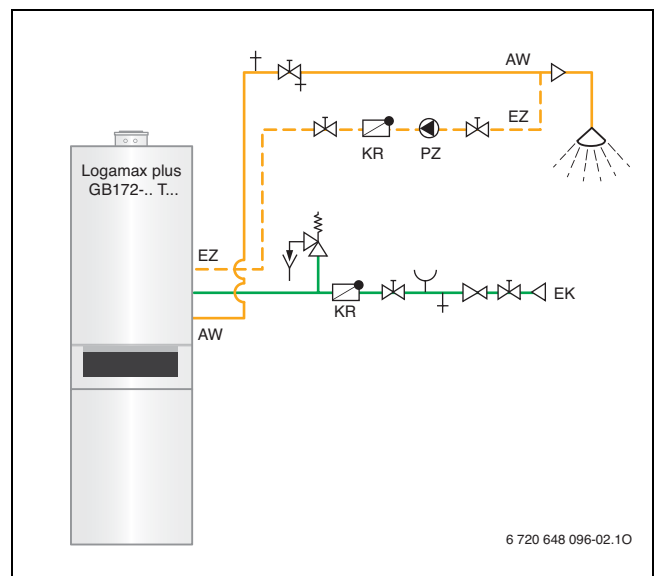 AW
EZ
KR
PZ
Logamax plus
GB172-.. T...
EZ
KR
EK
AW
6 720 648 096-02.1O